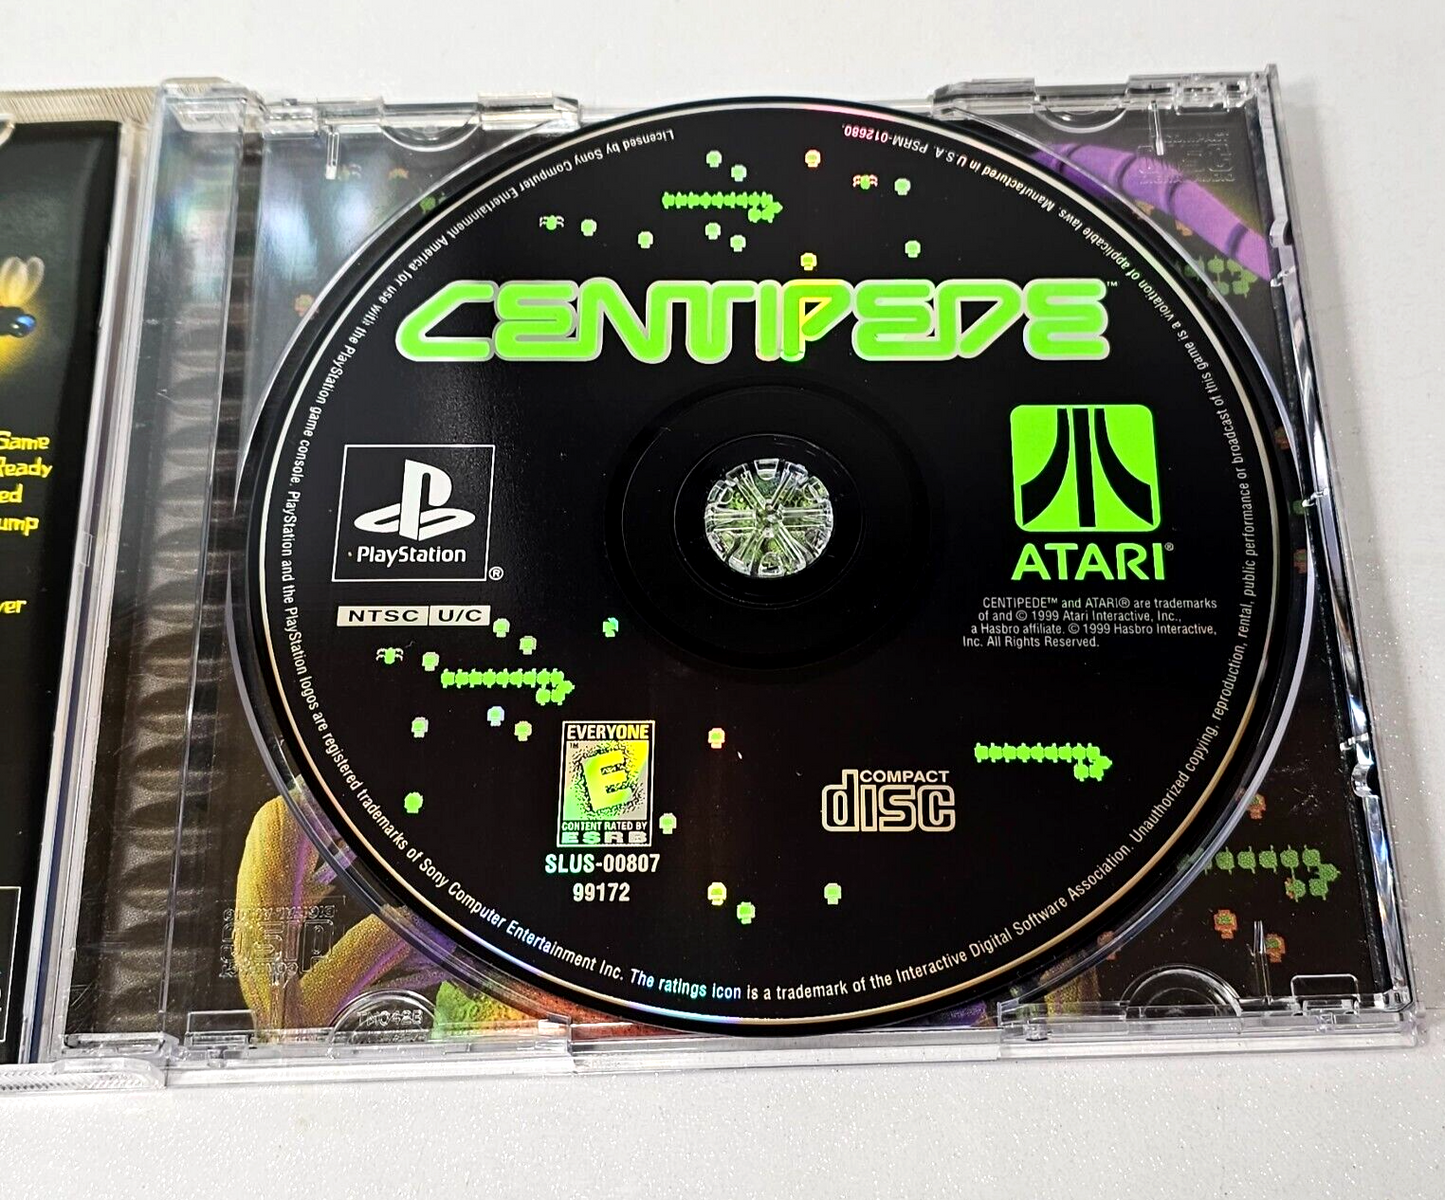 Game
Ready
ed
ump
ver
CENTIPEDE™
PlayStation
®
NTSC U/C
ATARI®
CENTIPEDE™ and ATARI® are trademarks
of and © 1999 Atari Interactive, Inc.,
a Hasbro affiliate. © 1999 Hasbro Interactive,
Inc. All Rights Reserved.
EVERYONE
™
E
CONTENT RATED BY
ESRB
SLUS-00807
99172
COMPACT
disc
Licensed by Sony Computer Entertainment America for use with the PlayStation game console. PlayStation and the PlayStation logos are registered trademarks of Sony Computer Entertainment Inc. The ratings icon is a trademark of the Interactive Digital Software Association. Unauthorized copying, reproduction, rental, public performance or broadcast of this game is a violation of applicable laws. Manufactured in U.S.A. PSRM-012680.